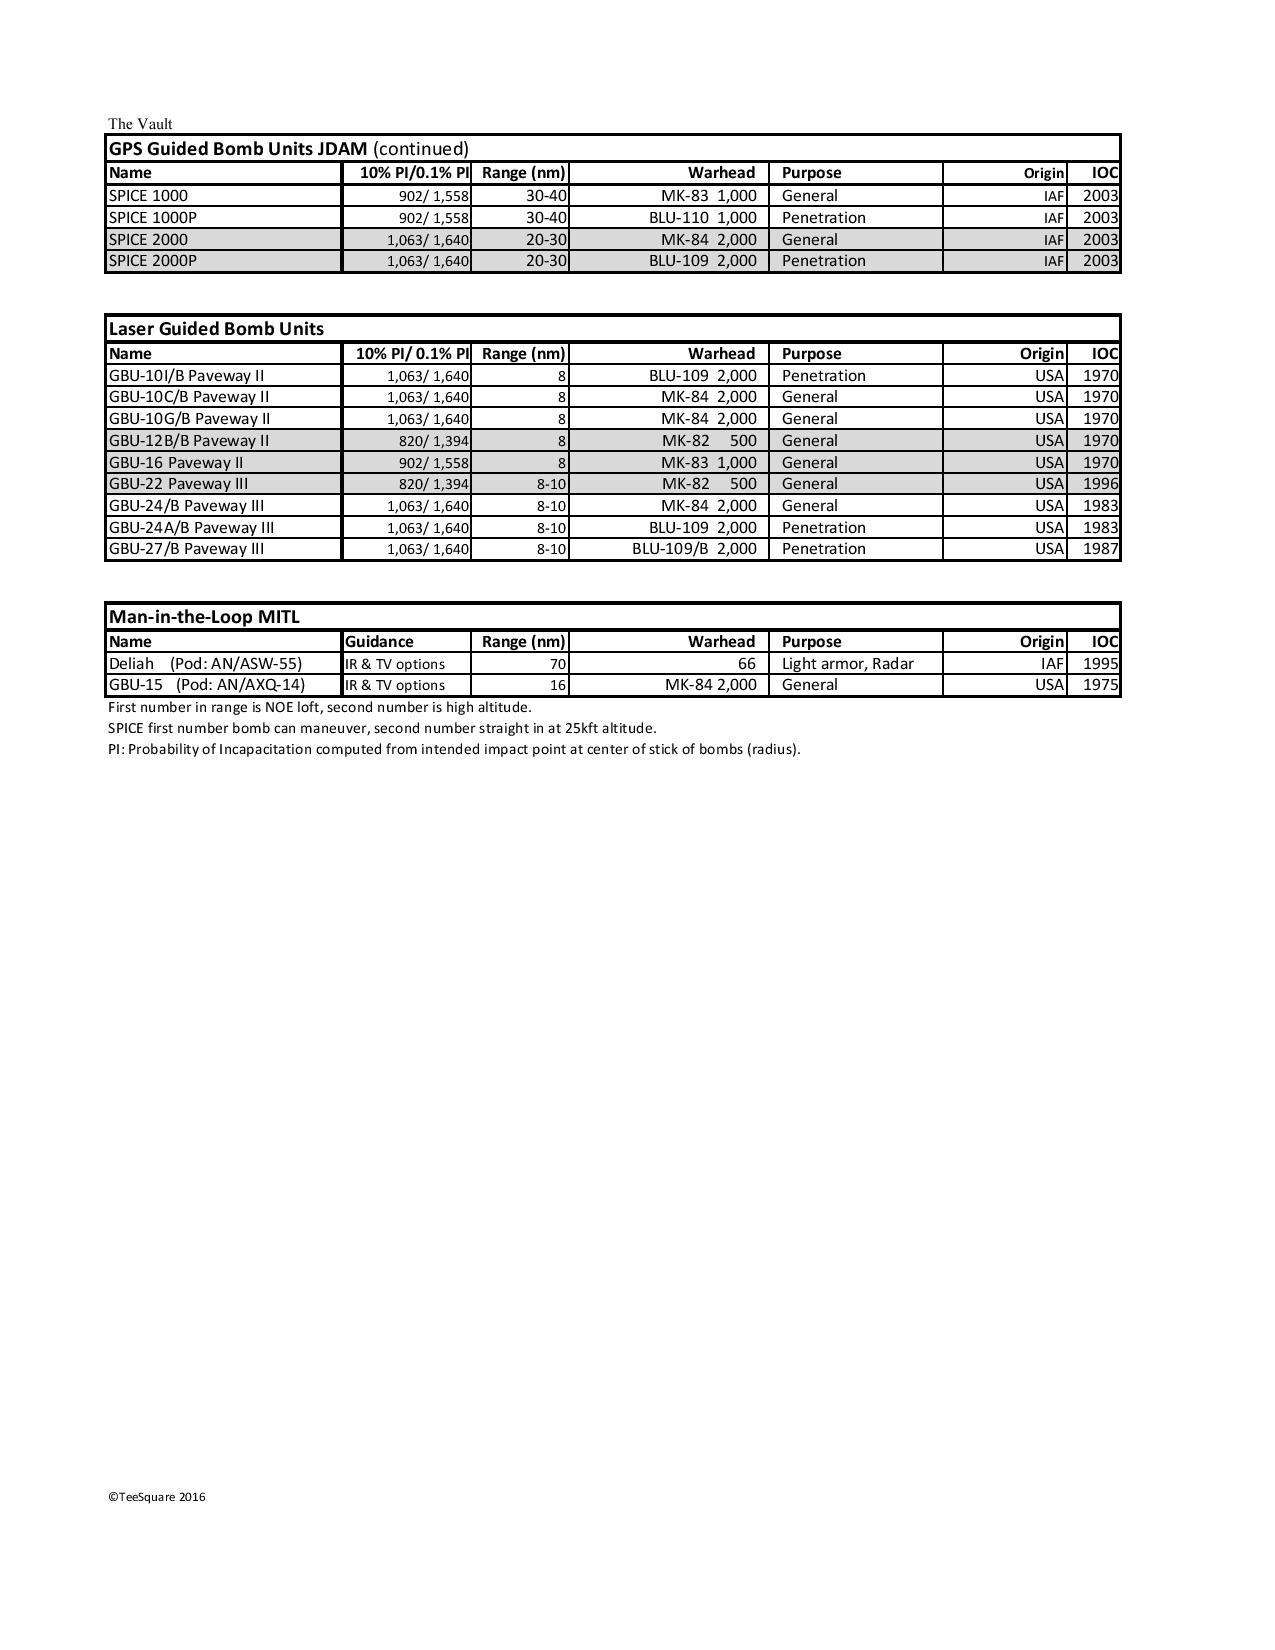 The Vault
GPS Guided Bomb Units JDAM (continued)
Name 10% PI/0.1% PI Range (nm) Warhead Purpose Origin IOC
SPICE 1000 902/ 1,558 30-40 MK-83 1,000 General IAF 2003
SPICE 1000P 902/ 1,558 30-40 BLU-110 1,000 Penetration IAF 2003
SPICE 2000 1,063/ 1,640 20-30 MK-84 2,000 General IAF 2003
SPICE 2000P 1,063/ 1,640 20-30 BLU-109 2,000 Penetration IAF 2003
Laser Guided Bomb Units
Name 10% PI/ 0.1% PI Range (nm) Warhead Purpose Origin IOC
GBU-10I/B Paveway II 1,063/ 1,640 8 BLU-109 2,000 Penetration USA 1970
GBU-10C/B Paveway II 1,063/ 1,640 8 MK-84 2,000 General USA 1970
GBU-10G/B Paveway II 1,063/ 1,640 8 MK-84 2,000 General USA 1970
GBU-12B/B Paveway II 820/ 1,394 8 MK-82 500 General USA 1970
GBU-16 Paveway II 902/ 1,558 8 MK-83 1,000 General USA 1970
GBU-22 Paveway III 820/ 1,394 8-10 MK-82 500 General USA 1996
GBU-24/B Paveway III 1,063/ 1,640 8-10 MK-84 2,000 General USA 1983
GBU-24A/B Paveway III 1,063/ 1,640 8-10 BLU-109 2,000 Penetration USA 1983
GBU-27/B Paveway III 1,063/ 1,640 8-10 BLU-109/B 2,000 Penetration USA 1987
Man-in-the-Loop MITL
Name Guidance Range (nm) Warhead Purpose Origin IOC
Deliah (Pod: AN/ASW-55) IR & TV options 70 66 Light armor, Radar IAF 1995
GBU-15 (Pod: AN/AXQ-14) IR & TV options 16 MK-84 2,000 General USA 1975
First number in range is NOE loft, second number is high altitude.
SPICE first number bomb can maneuver, second number straight in at 25kft altitude.
PI: Probability of Incapacitation computed from intended impact point at center of stick of bombs (radius).
©TeeSquare 2016